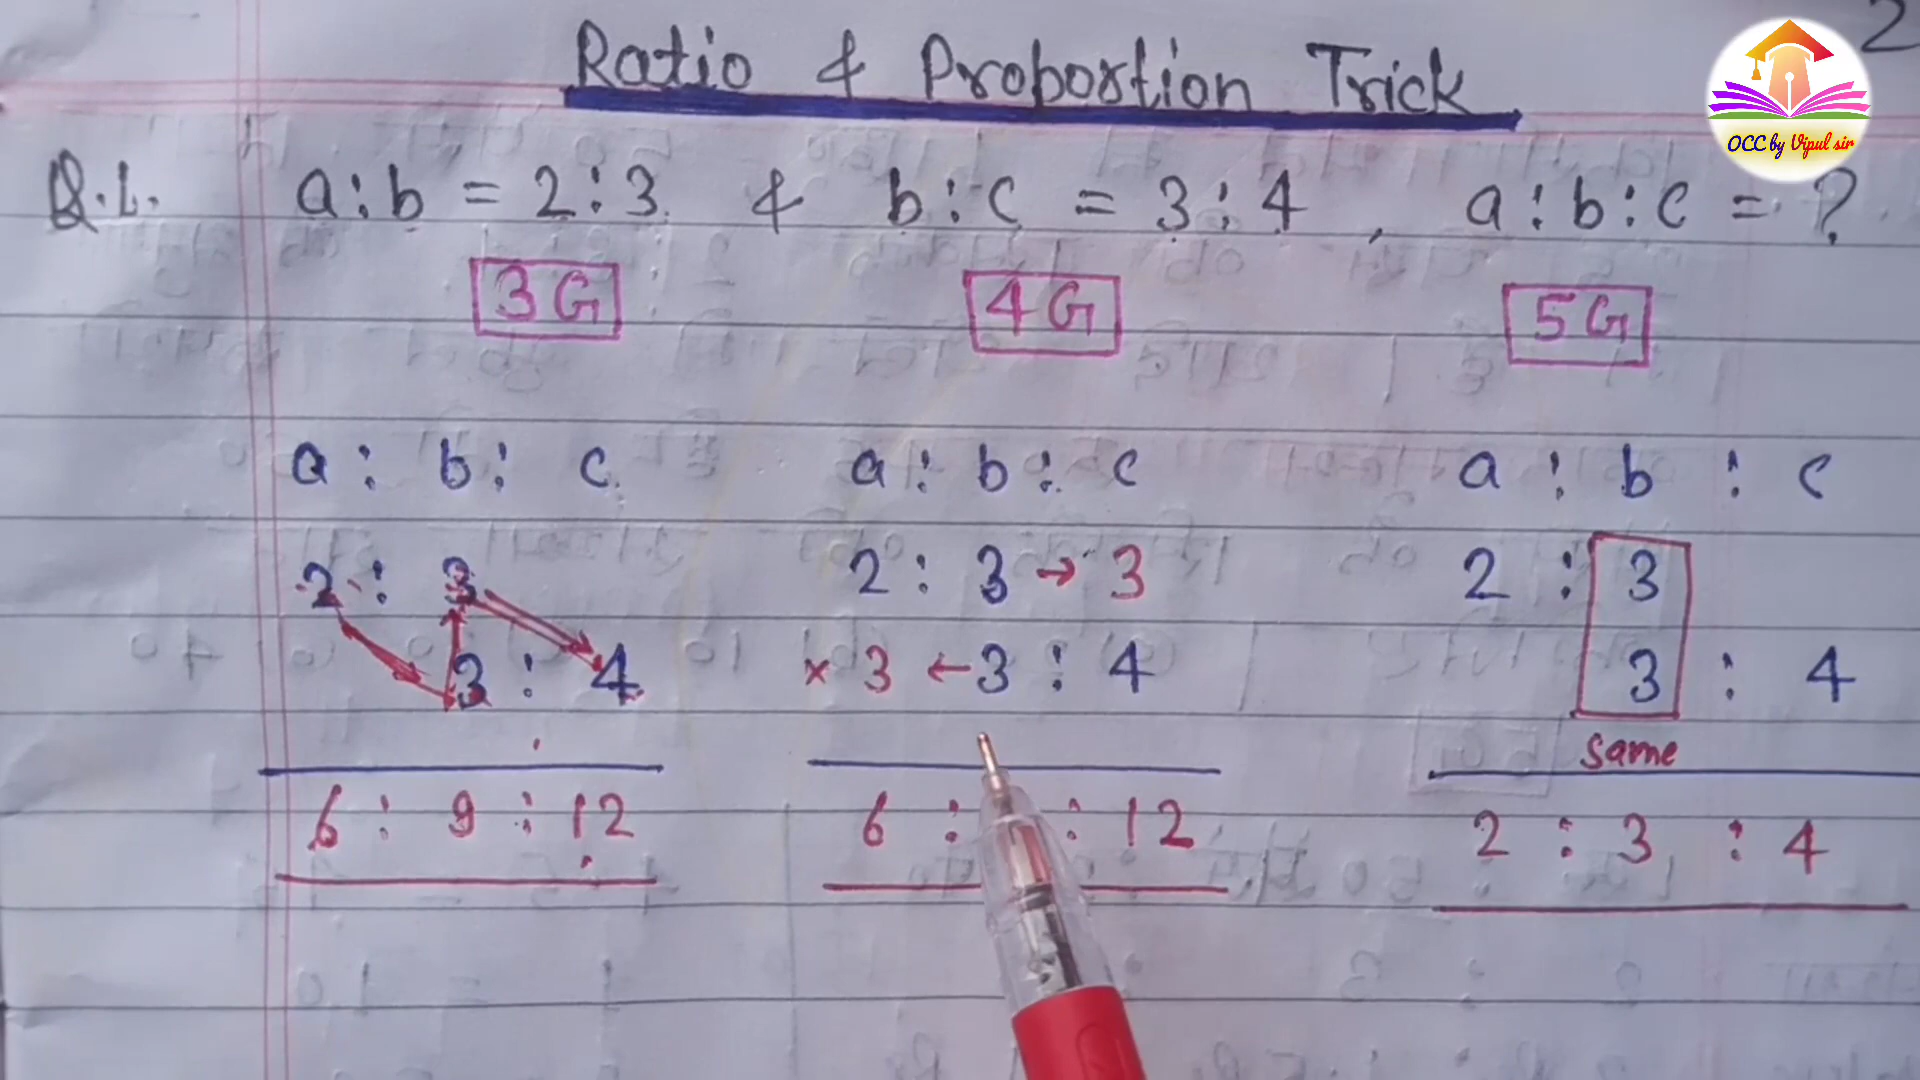 Ratio & Probortion Trick
2
OCC by Vipul sir
Q.1. a:b = 2:3 & b:c = 3:4, a:b:c = ?
3G 4G 5G
a : b : c a : b : c a : b : c
2 : 3 2 : 3 → 3 2 : 3
3 : 4 × 3 ← 3 : 4 3 : 4
same
6 : 9 : 12 6 : : 12 2 : 3 : 4